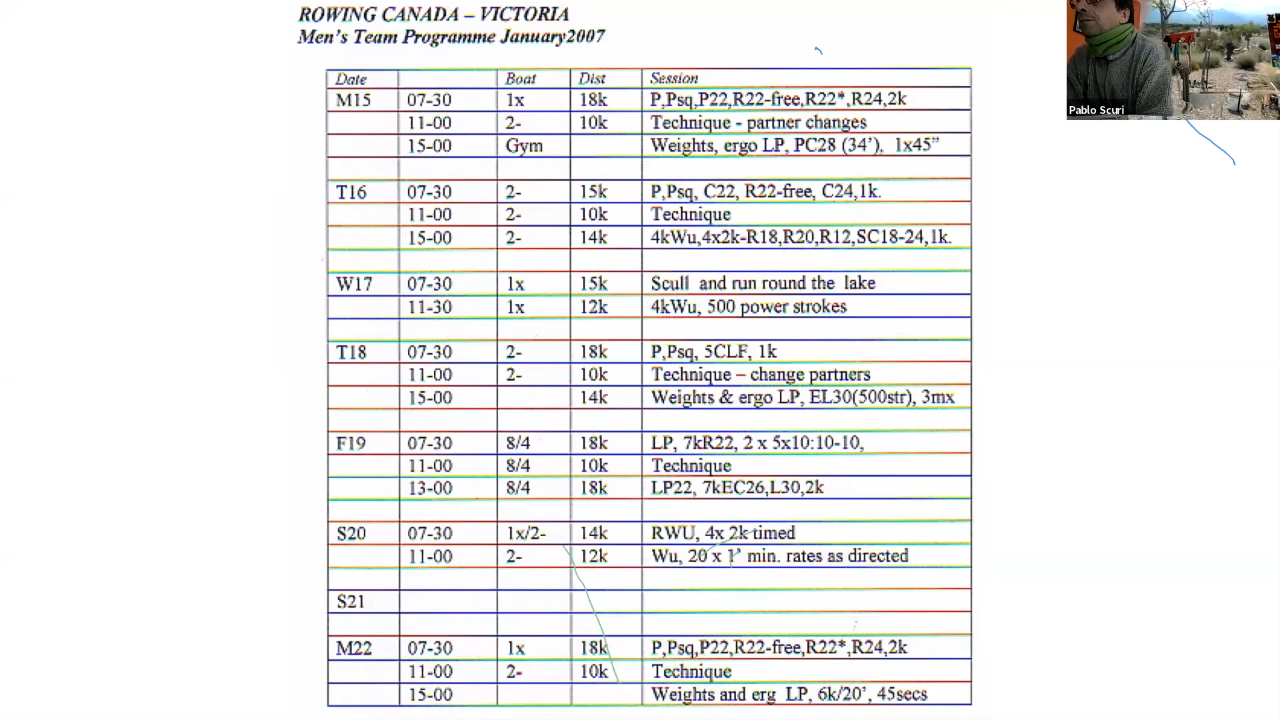 ROWING CANADA – VICTORIA
Men's Team Programme January2007
Date Boat Dist Session
M15 07-30 1x 18k P,Psq,P22,R22-free,R22*,R24,2k
11-00 2- 10k Technique - partner changes
15-00 Gym Weights, ergo LP, PC28 (34'), 1x45"
T16 07-30 2- 15k P,Psq, C22, R22-free, C24,1k.
11-00 2- 10k Technique
15-00 2- 14k 4kWu,4x2k-R18,R20,R12,SC18-24,1k.
W17 07-30 1x 15k Scull and run round the lake
11-30 1x 12k 4kWu, 500 power strokes
T18 07-30 2- 18k P,Psq, 5CLF, 1k
11-00 2- 10k Technique – change partners
15-00 14k Weights & ergo LP, EL30(500str), 3mx
F19 07-30 8/4 18k LP, 7kR22, 2 x 5x10:10-10,
11-00 8/4 10k Technique
13-00 8/4 18k LP22, 7kEC26,L30,2k
S20 07-30 1x/2- 14k RWU, 4x 2k timed
11-00 2- 12k Wu, 20 x 1' min. rates as directed
S21
M22 07-30 1x 18k P,Psq,P22,R22-free,R22*,R24,2k
11-00 2- 10k Technique
15-00 Weights and erg LP, 6k/20', 45secs
Pablo Scuri